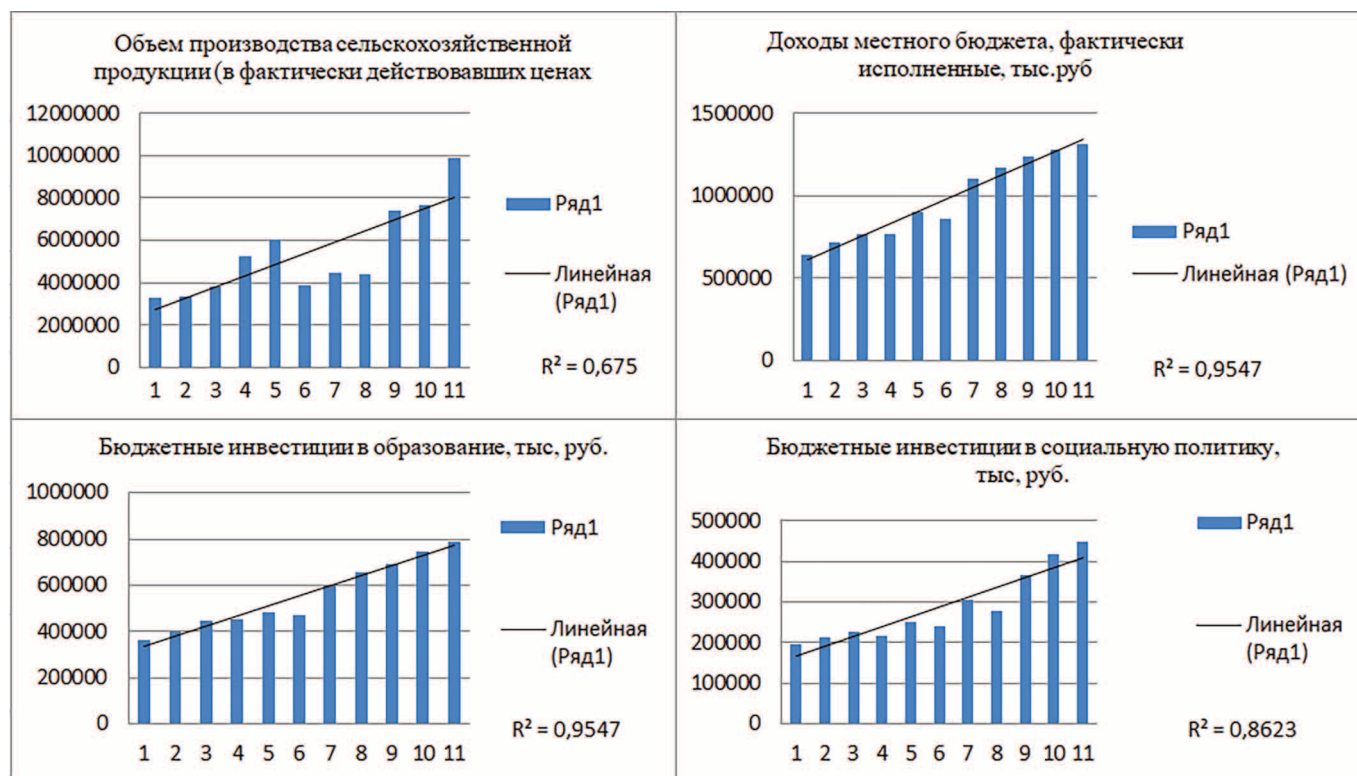 Объем производства сельскохозяйственной
продукции (в фактически действовавших ценах
12000000
10000000
8000000
6000000
4000000
2000000
0
1 2 3 4 5 6 7 8 9 10 11
Ряд1
Линейная
(Ряд1)
R² = 0,675
Доходы местного бюджета, фактически
исполненные, тыс.руб
1500000
1000000
500000
0
1 2 3 4 5 6 7 8 9 10 11
Ряд1
Линейная (Ряд1)
R² = 0,9547
Бюджетные инвестиции в образование, тыс, руб.
1000000
800000
600000
400000
200000
0
1 2 3 4 5 6 7 8 9 10 11
Ряд1
Линейная
(Ряд1)
R² = 0,9547
Бюджетные инвестиции в социальную политику,
тыс, руб.
500000
400000
300000
200000
100000
0
1 2 3 4 5 6 7 8 9 10 11
Ряд1
Линейная
(Ряд1)
R² = 0,8623